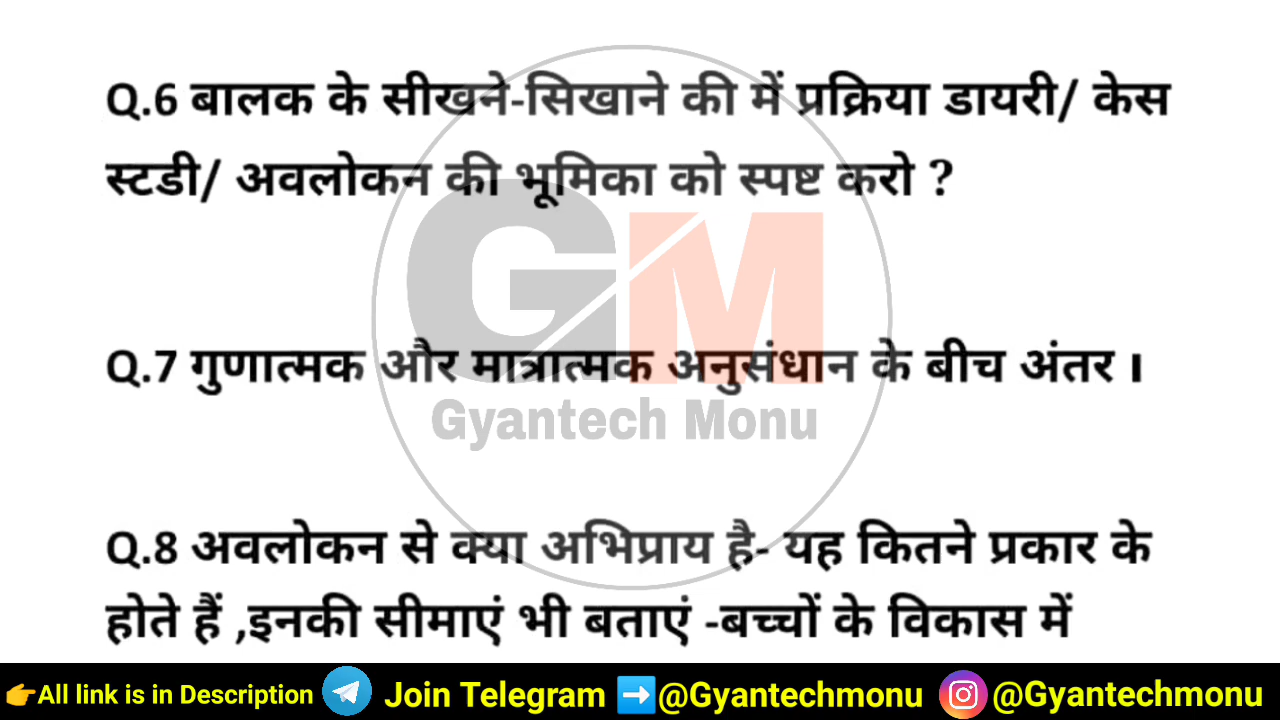 Q.6 बालक के सीखने-सिखाने की में प्रक्रिया डायरी/ केस
स्टडी/ अवलोकन की भूमिका को स्पष्ट करो ?
GM
Q.7 गुणात्मक और मात्रात्मक अनुसंधान के बीच अंतर ।
Gyantech Monu
Q.8 अवलोकन से क्या अभिप्राय है- यह कितने प्रकार के
होते हैं ,इनकी सीमाएं भी बताएं -बच्चों के विकास में
👉All link is in Description Join Telegram ➡️@Gyantechmonu @Gyantechmonu